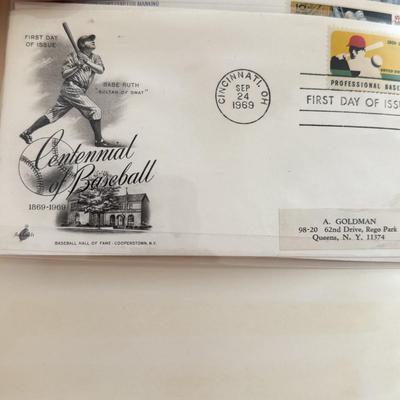 FIRST DAY
OF ISSUE
BABE RUTH
"SULTAN OF SWAT"
Centennial
of Baseball
1869-1969
BASEBALL HALL OF FAME - COOPERSTOWN, N.Y.
CINCINNATI, OH
SEP
24
1969
PROFESSIONAL BASE
FIRST DAY OF ISSU
A. GOLDMAN
98-20 62nd Drive, Rego Park
Queens, N. Y. 11374